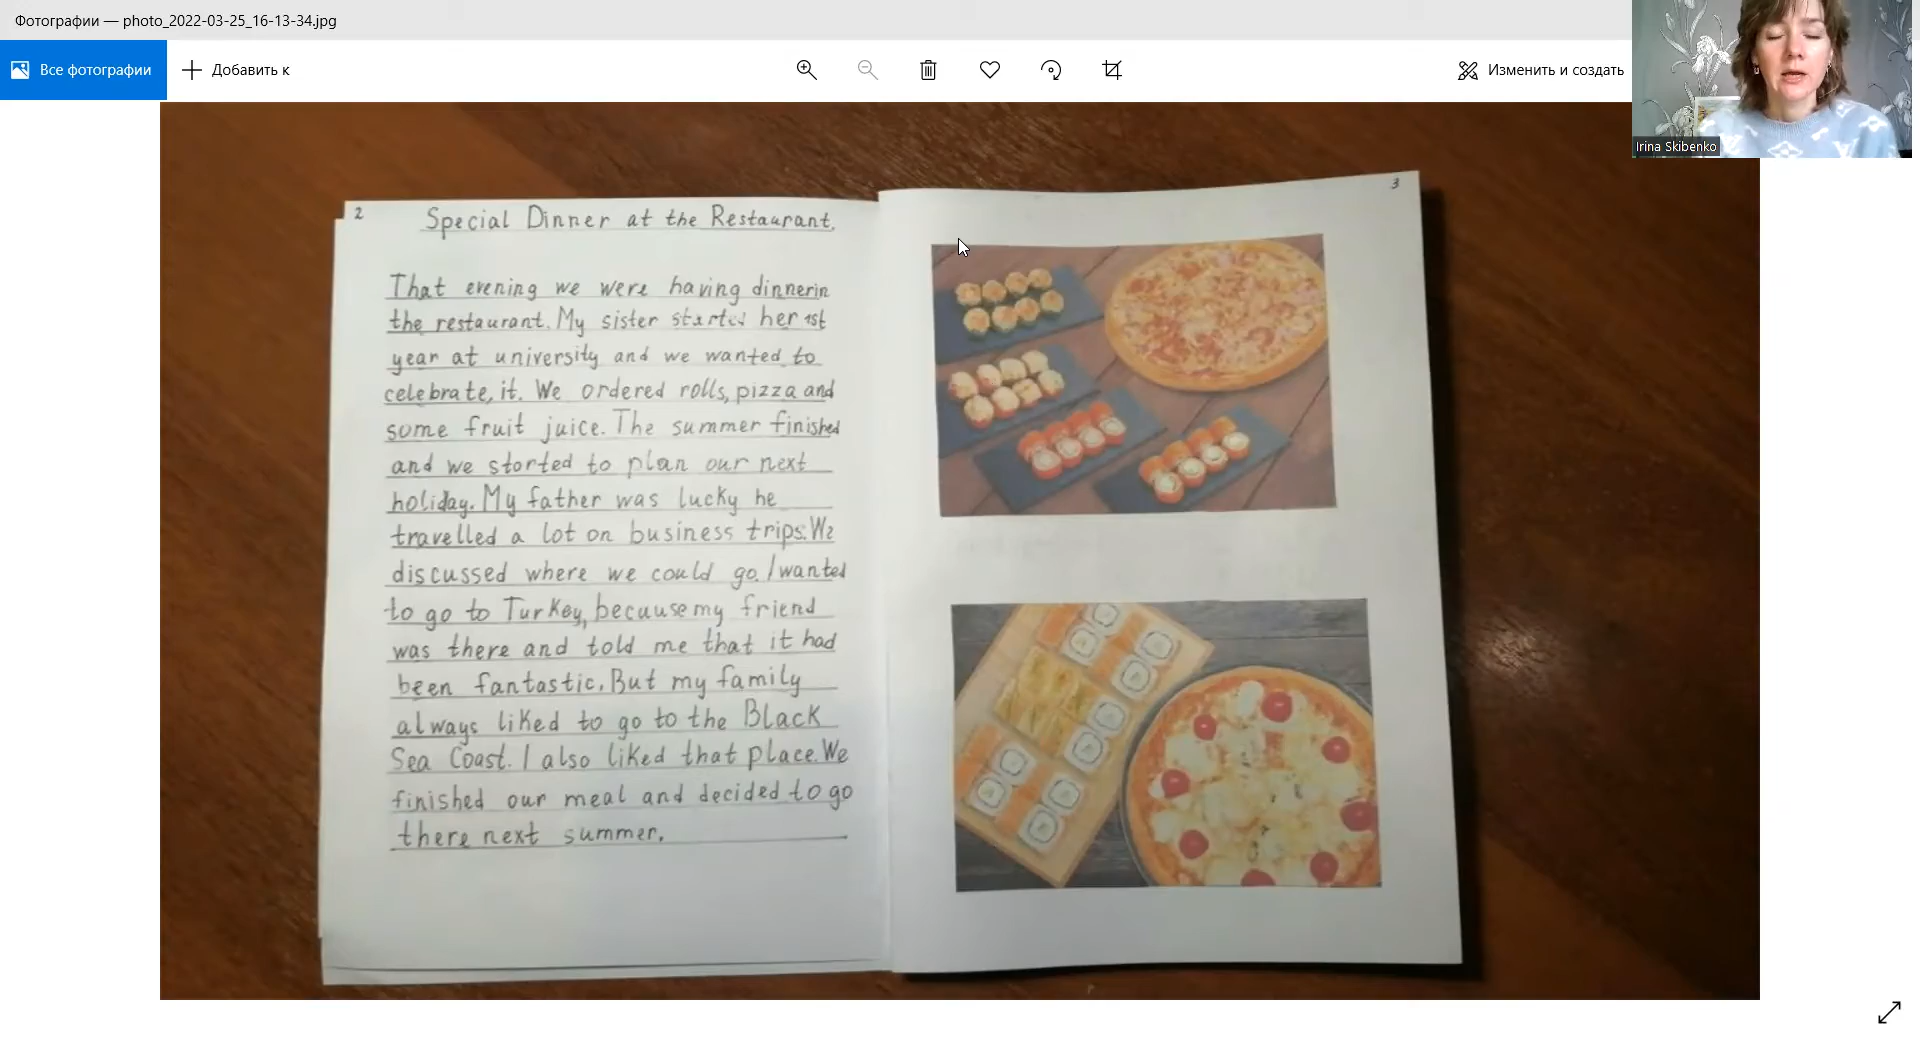 Фотографии — photo_2022-03-25_16-13-34.jpg
Все фотографии
Добавить к
Изменить и создать
Irina Skibenko
2
Special Dinner at the Restaurant.
That evening we were having dinnerin
the restaurant. My sister started her 1st
year at university and we wanted to
celebrate, it. We ordered rolls, pizza and
some fruit juice. The summer finished
and we storted to plan our next
holiday. My father was lucky he
travelled a lot on business trips. We
discussed where we could go. I wanted
to go to Turkey, becuause my friend
was there and told me that it had
been fantastic. But my family
always liked to go to the Black
Sea Coast. I also liked that place. We
finished our meal and decided to go
there next summer.
3